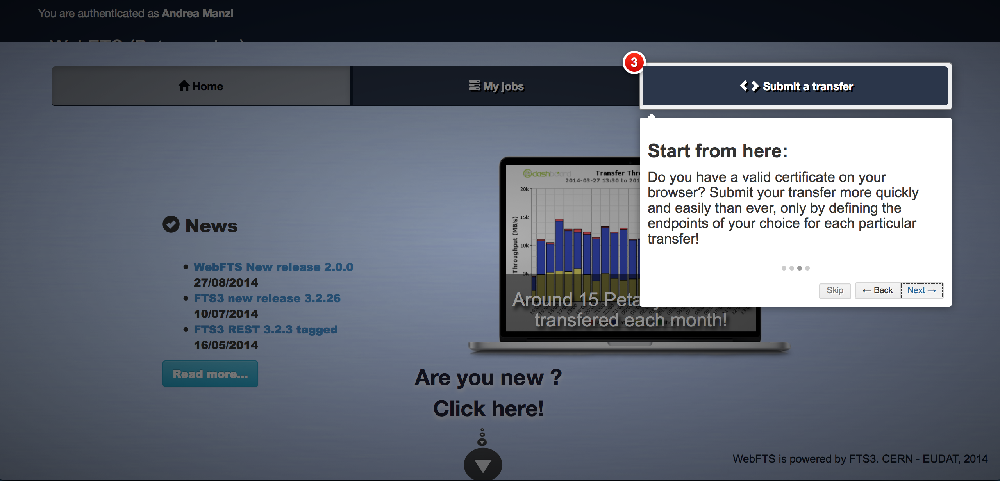 You are authenticated as Andrea Manzi
3
Home
My jobs
Submit a transfer
Start from here:
Do you have a valid certificate on your
browser? Submit your transfer more quickly
and easily than ever, only by defining the
endpoints of your choice for each particular
transfer!
Skip
← Back
Next →
News
WebFTS New release 2.0.0
27/08/2014
FTS3 new release 3.2.26
10/07/2014
FTS3 REST 3.2.3 tagged
16/05/2014
Read more...
dashboard
Transfer
2014-03-27 13:30 to
Throughput (MB/s)
20k
15k
10k
5k
Around 15
transfered each month!
Are you new ?
Click here!
WebFTS is powered by FTS3. CERN - EUDAT, 2014